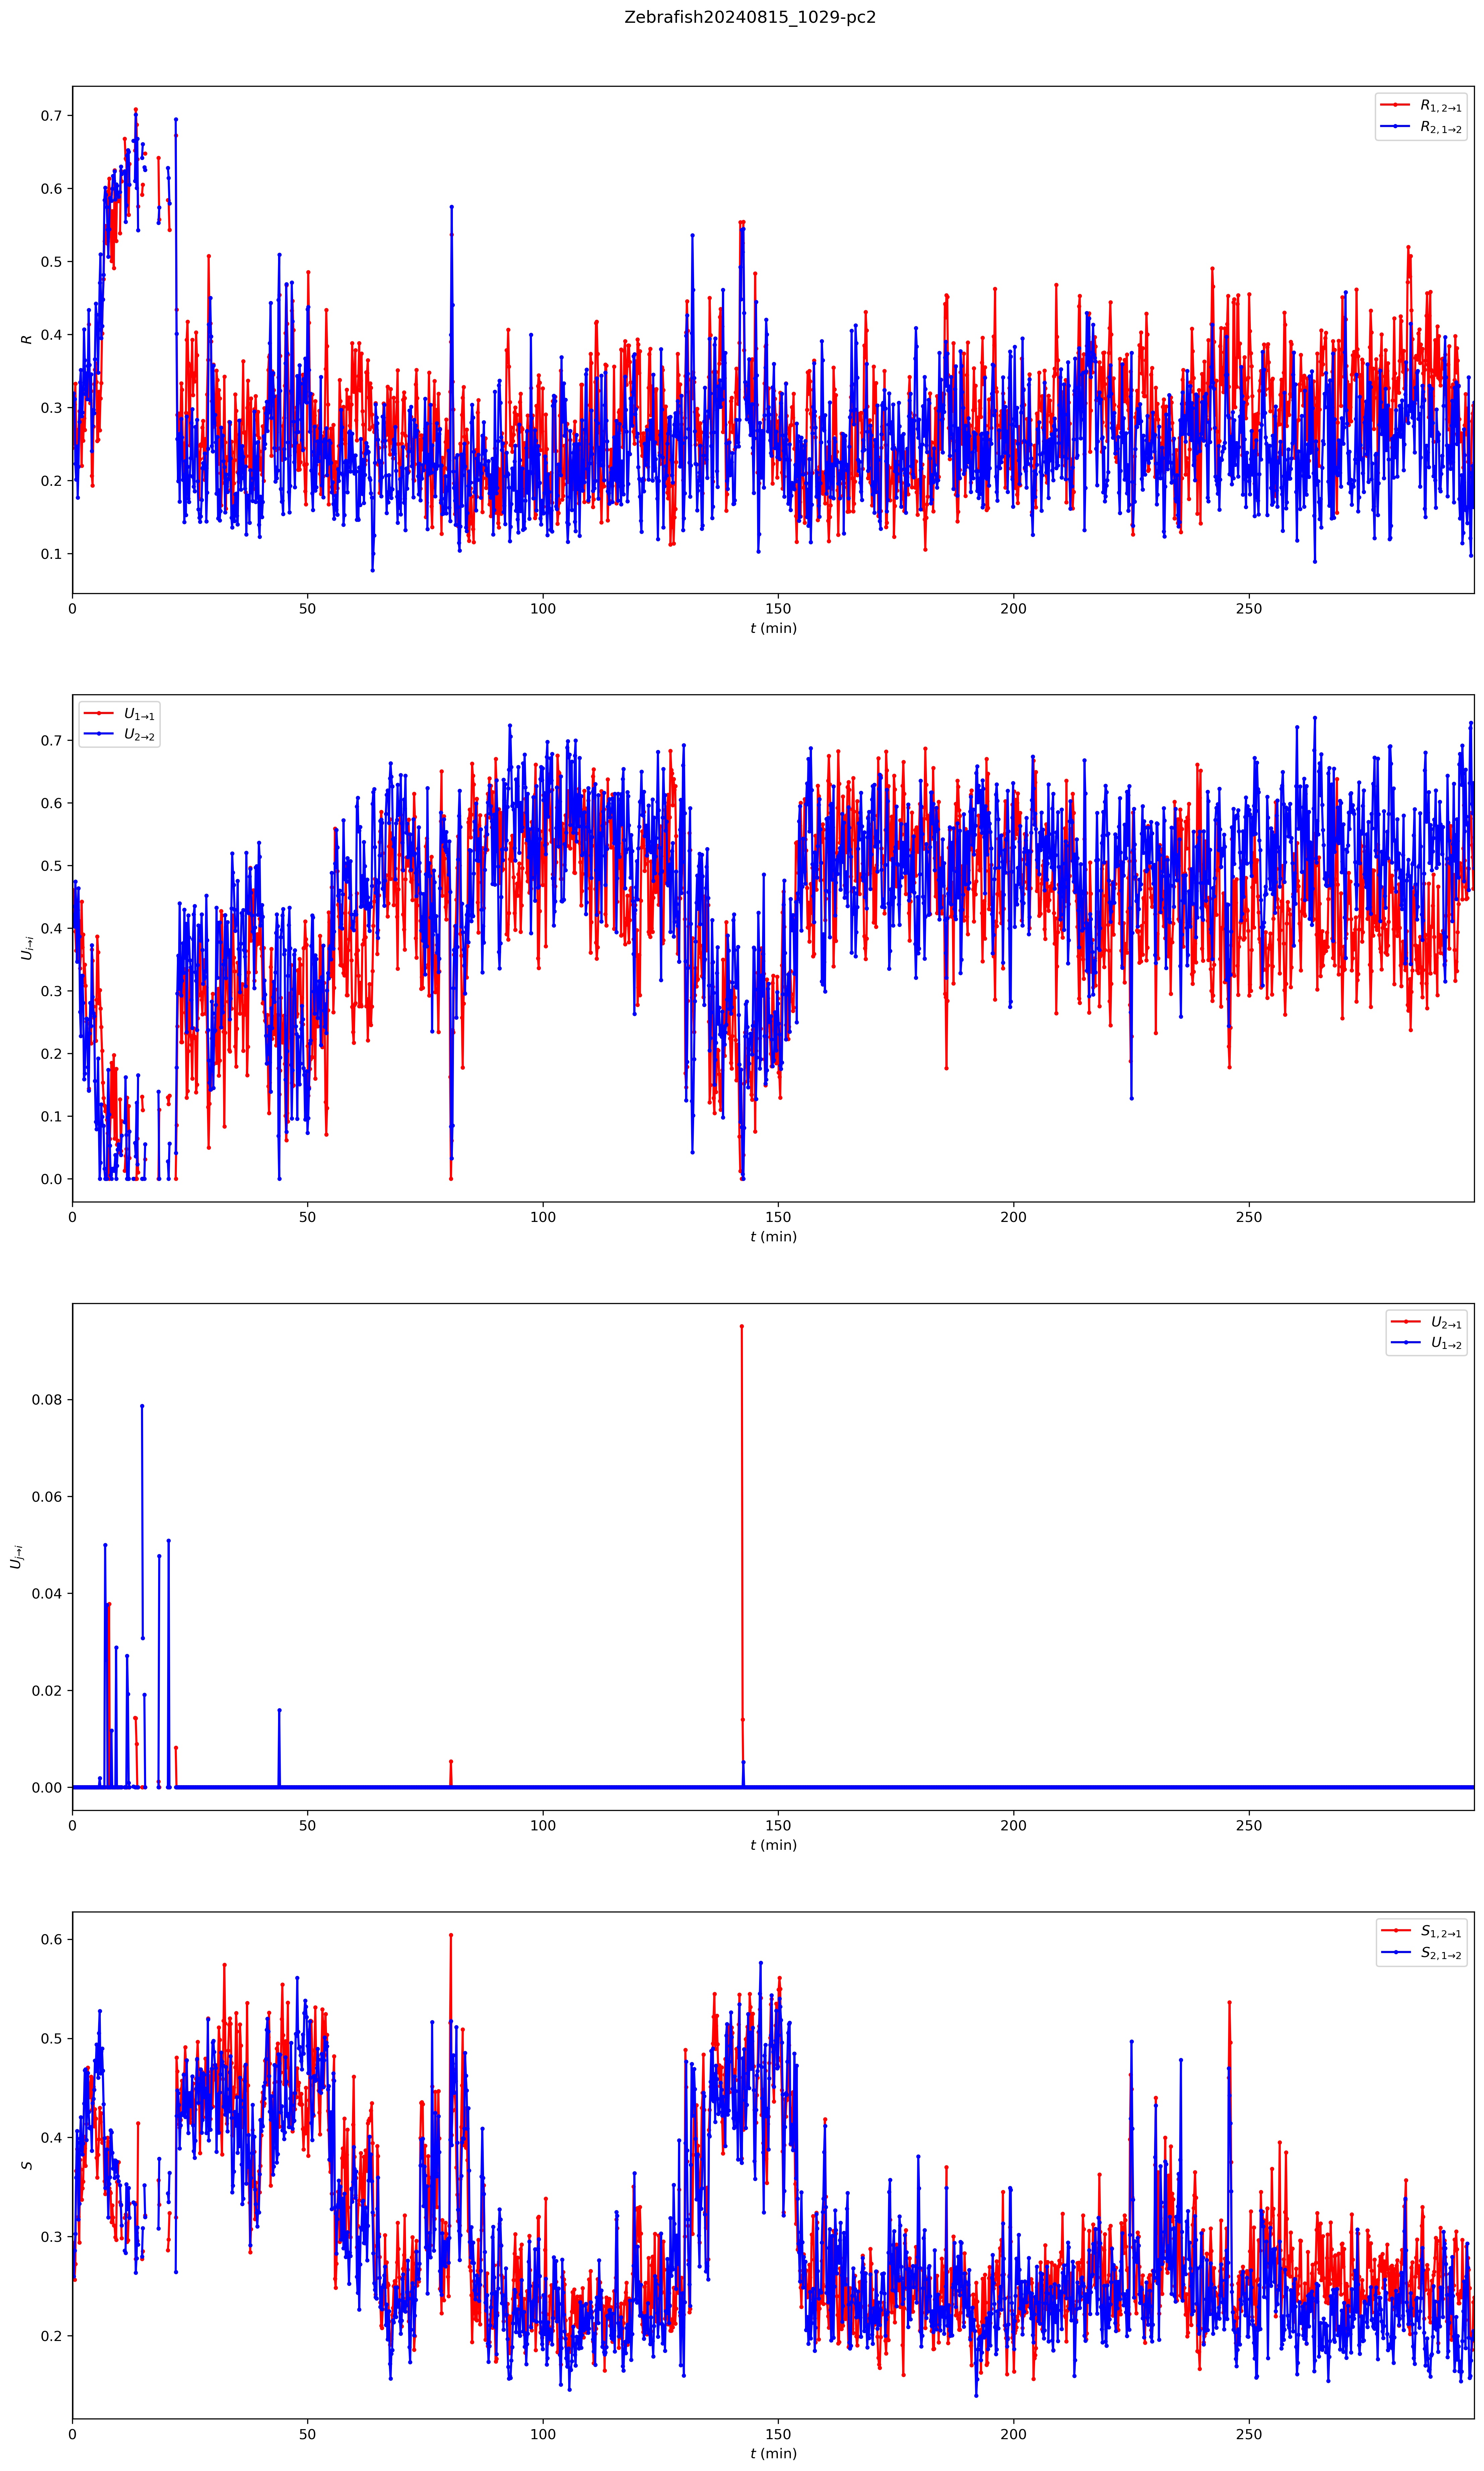 Zebrafish20240815_1029-pc2
R
0.7
0.6
0.5
0.4
0.3
0.2
0.1
R1,2→1
R2,1→2
0 50 100 150 200 250
t (min)
Ui→i
0.7
0.6
0.5
0.4
0.3
0.2
0.1
0.0
U1→1
U2→2
0 50 100 150 200 250
t (min)
Uj→i
0.08
0.06
0.04
0.02
0.00
U2→1
U1→2
0 50 100 150 200 250
t (min)
S
0.6
0.5
0.4
0.3
0.2
S1,2→1
S2,1→2
0 50 100 150 200 250
t (min)